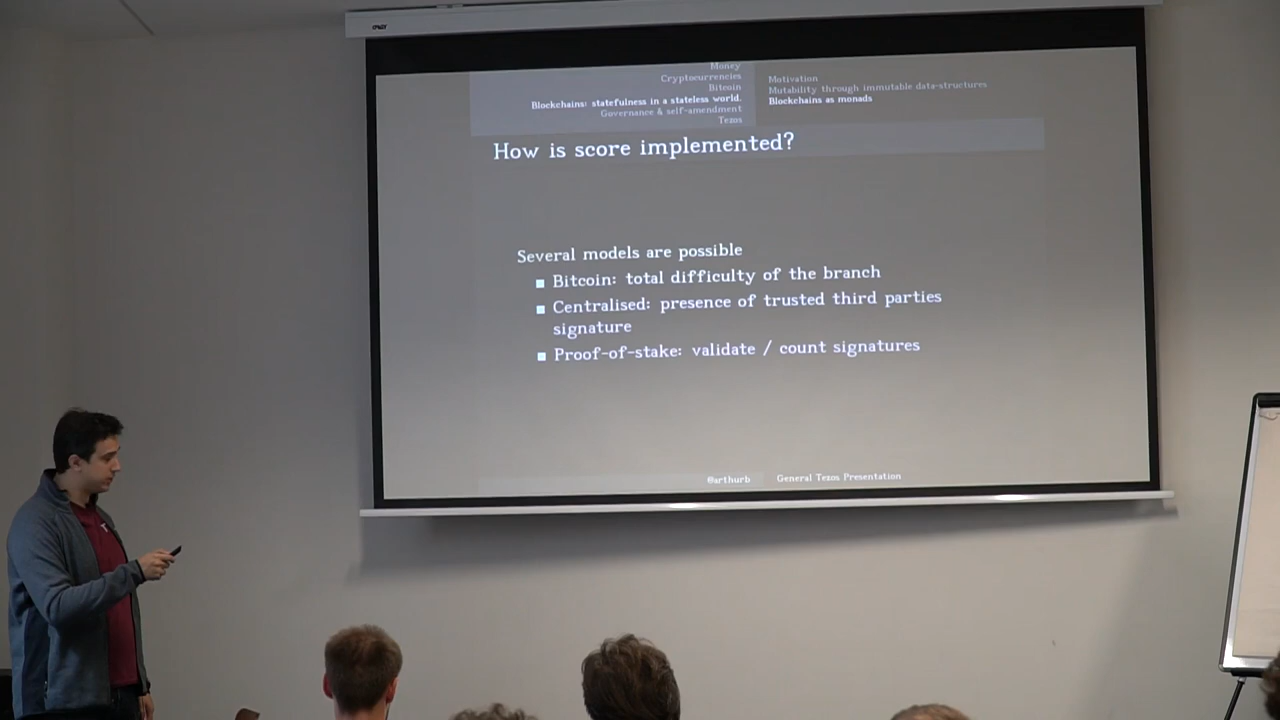 Money
Cryptocurrencies
Bitcoin
Blockchains: statefulness in a stateless world.
Governance & self-amendment
Tezos
Motivation
Mutability through immutable data-structures
Blockchains as monads
How is score implemented?
Several models are possible
Bitcoin: total difficulty of the branch
Centralised: presence of trusted third parties
signature
Proof-of-stake: validate / count signatures
@arthurb
General Tezos Presentation